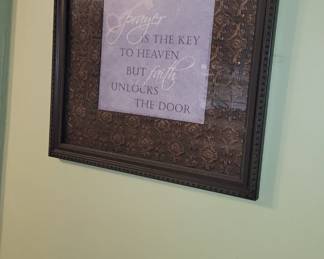 Prayer
IS THE KEY
TO HEAVEN
BUT faith
UNLOCKS
THE DOOR